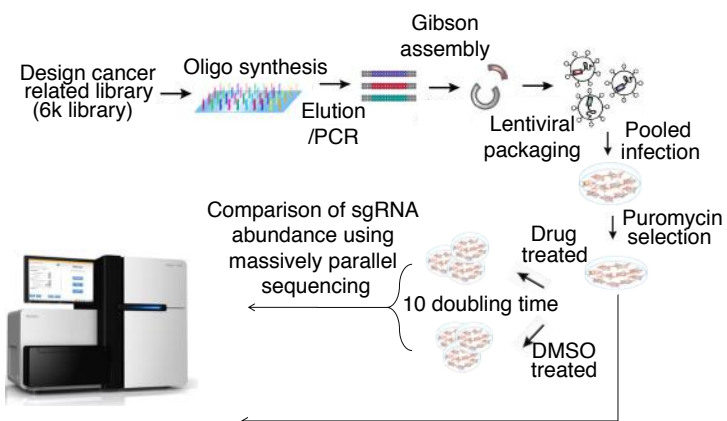 Design cancer
related library
(6k library)
Oligo synthesis
Elution
/PCR
Gibson
assembly
Lentiviral
packaging
Pooled
infection
Puromycin
selection
Drug
treated
10 doubling time
DMSO
treated
Comparison of sgRNA
abundance using
massively parallel
sequencing